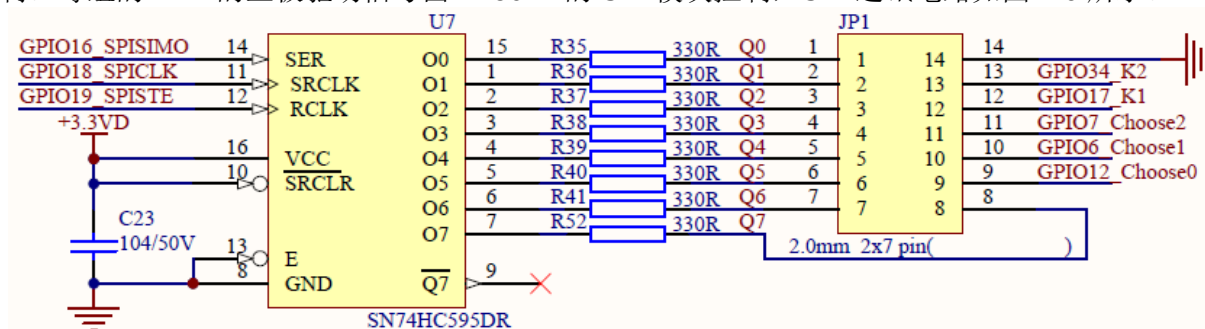 U7
JP1
GPIO16_SPISIMO 14 SER O0 15 R35 330R Q0 1 1 14 14
GPIO18_SPICLK 11 SRCLK O1 1 R36 330R Q1 2 2 13 13 GPIO34_K2
GPIO19_SPISTE 12 RCLK O2 2 R37 330R Q2 3 3 12 12 GPIO17_K1
+3.3VD O3 3 R38 330R Q3 4 4 11 11 GPIO7_Choose2
16 VCC O4 4 R39 330R Q4 5 5 10 10 GPIO6_Choose1
10 SRCLR O5 5 R40 330R Q5 6 6 9 9 GPIO12_Choose0
O6 6 R41 330R Q6 7 7 8 8
C23 O7 7 R52 330R Q7
104/50V 13 E 2.0mm 2x7 pin( )
8 GND Q7 9
SN74HC595DR